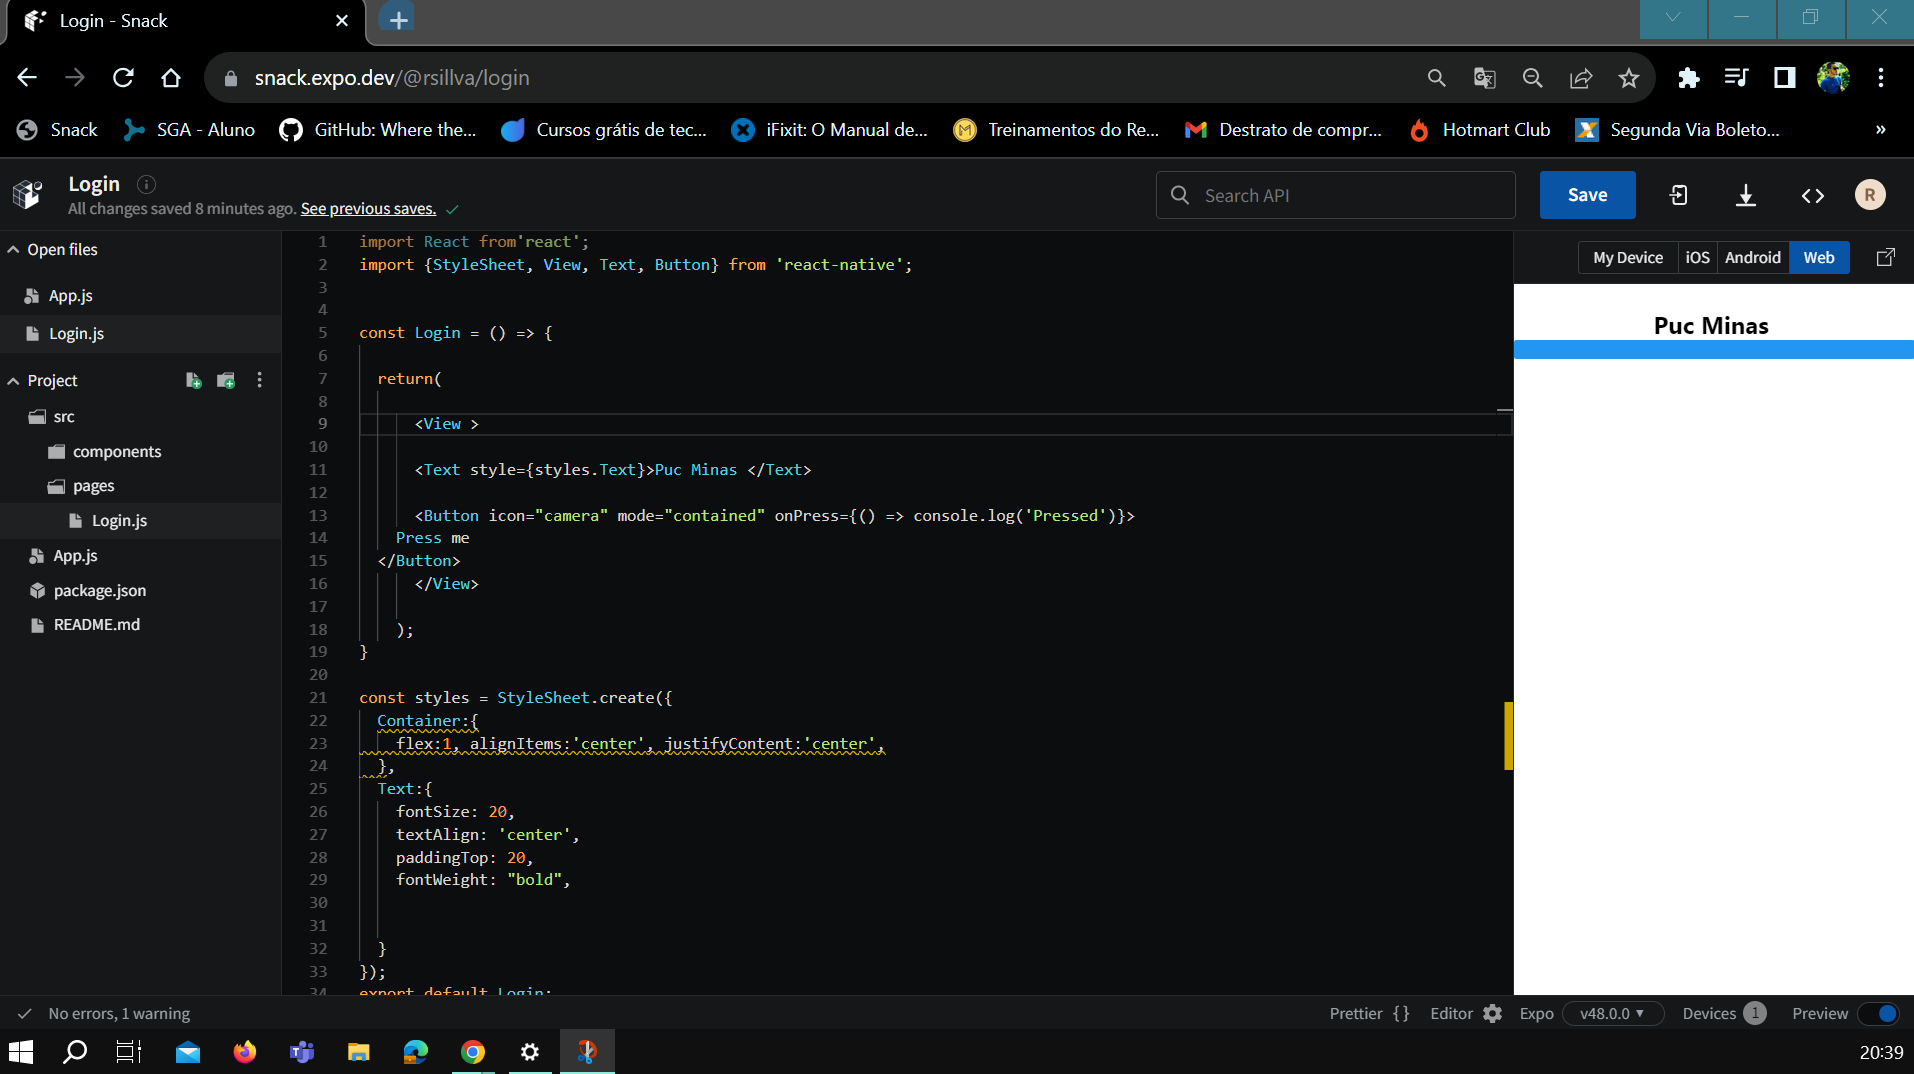 Login - Snack
snack.expo.dev/@rsillva/login
Snack SGA - Aluno GitHub: Where the... Cursos grátis de tec... iFixit: O Manual de... Treinamentos do Re... Destrato de compr... Hotmart Club Segunda Via Boleto... »
Login
All changes saved 8 minutes ago. See previous saves.
Search API
Save
R
Open files
App.js
Login.js
Project
src
components
pages
Login.js
App.js
package.json
README.md
1 import React from'react';
2 import {StyleSheet, View, Text, Button} from 'react-native';
3
4
5 const Login = () => {
6
7 return(
8
9 <View >
10
11 <Text style={styles.Text}>Puc Minas </Text>
12
13 <Button icon="camera" mode="contained" onPress={() => console.log('Pressed')}>
14 Press me
15 </Button>
16 </View>
17
18 );
19 }
20
21 const styles = StyleSheet.create({
22 Container:{
23 flex:1, alignItems:'center', justifyContent:'center',
24 },
25 Text:{
26 fontSize: 20,
27 textAlign: 'center',
28 paddingTop: 20,
29 fontWeight: "bold",
30
31
32 }
33 });
34 export default Login;
My Device iOS Android Web
Puc Minas
No errors, 1 warning
Prettier {} Editor Expo v48.0.0 Devices 1 Preview
20:39